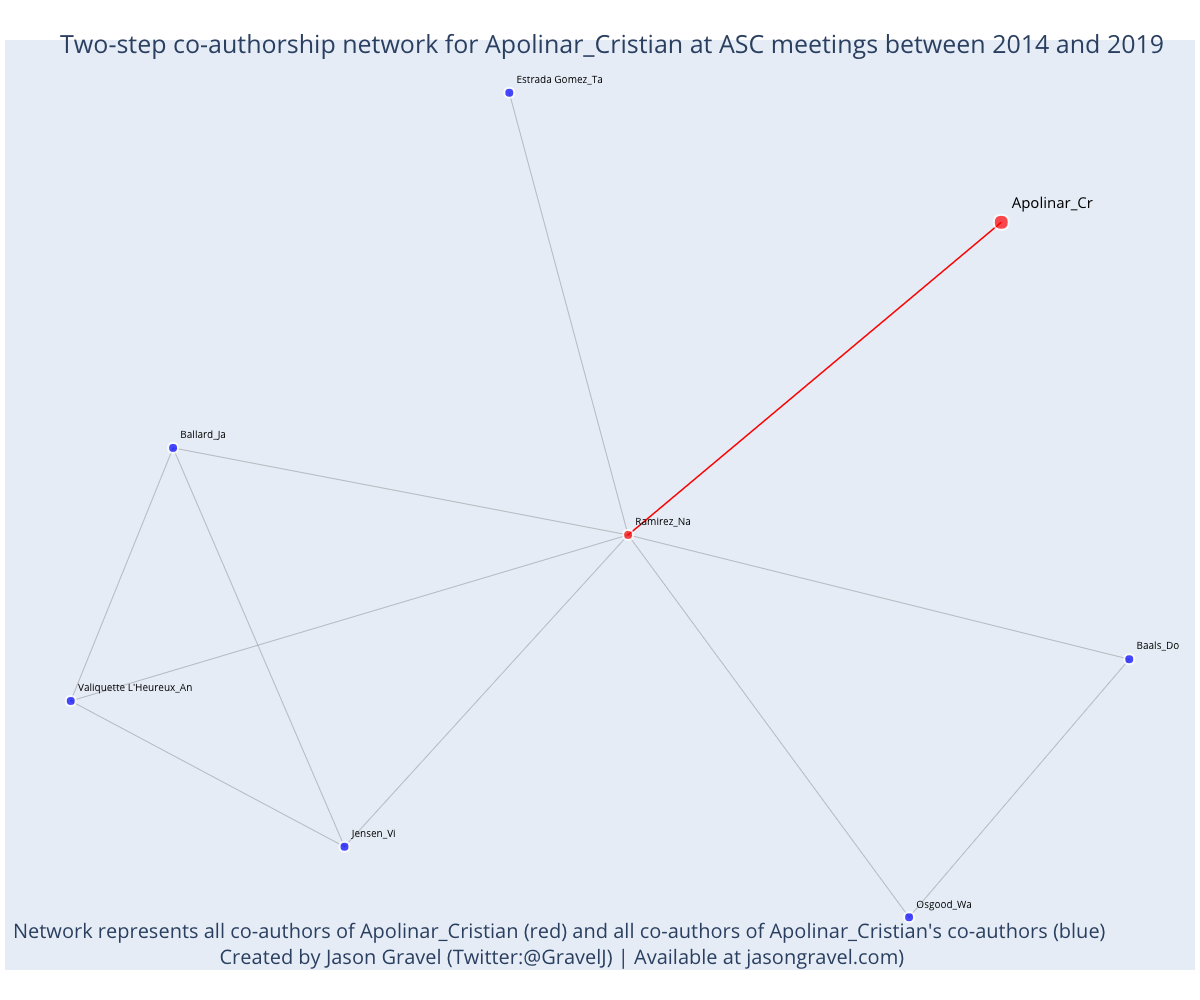 Two-step co-authorship network for Apolinar_Cristian at ASC meetings between 2014 and 2019
Estrada Gomez_Ta
Apolinar_Cr
Ballard_Ja
Ramirez_Na
Baals_Do
Valiquette L'Heureux_An
Jensen_Vi
Osgood_Wa
Network represents all co-authors of Apolinar_Cristian (red) and all co-authors of Apolinar_Cristian's co-authors (blue)
Created by Jason Gravel (Twitter:@GravelJ) | Available at jasongravel.com)